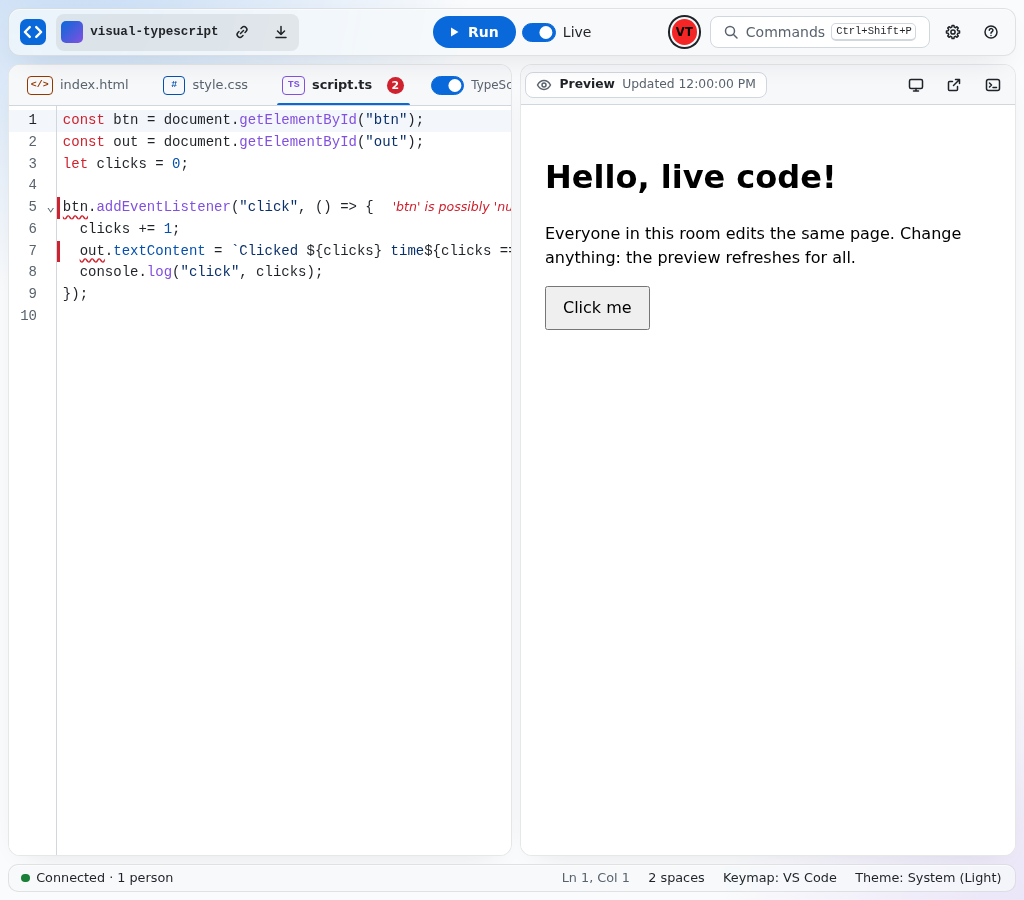 visual-typescript
Run
Live
VT
Commands Ctrl+Shift+P
</> index.html
# style.css
TS script.ts 2
TypeSc
Preview Updated 12:00:00 PM
1 const btn = document.getElementById("btn");
2 const out = document.getElementById("out");
3 let clicks = 0;
4
5 btn.addEventListener("click", () => { 'btn' is possibly 'nu
6 clicks += 1;
7 out.textContent = `Clicked ${clicks} time${clicks ==
8 console.log("click", clicks);
9 });
10
Hello, live code!
Everyone in this room edits the same page. Change
anything: the preview refreshes for all.
Click me
Connected · 1 person
Ln 1, Col 1
2 spaces
Keymap: VS Code
Theme: System (Light)